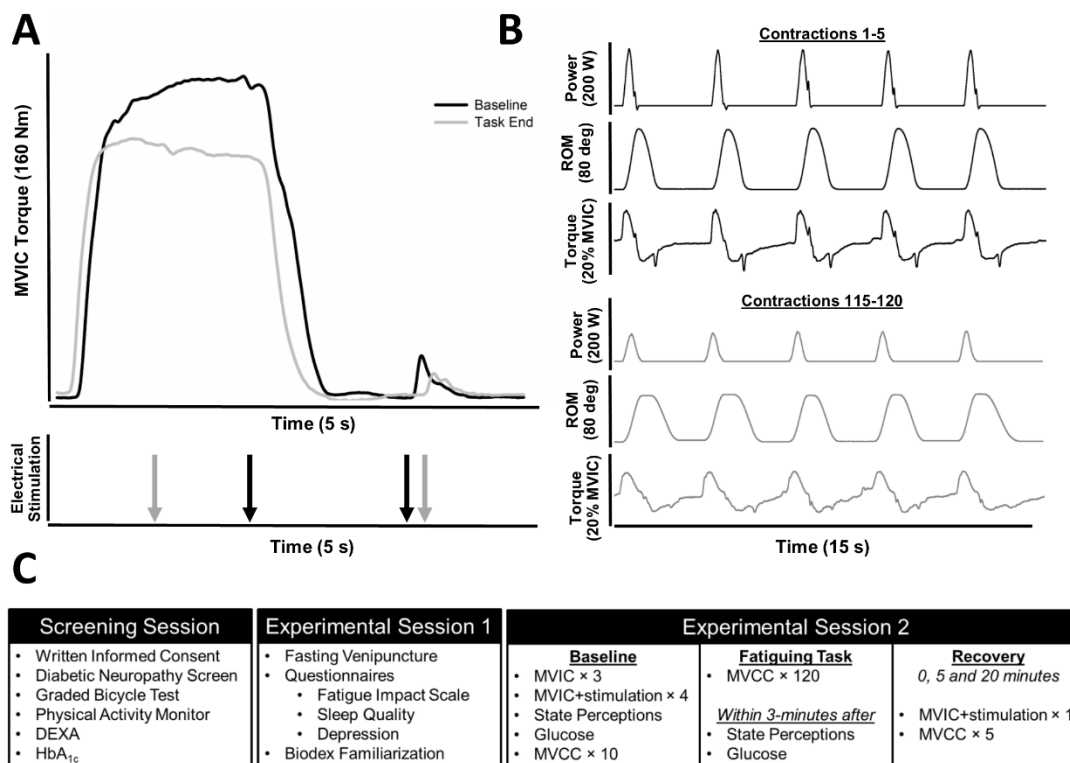 A
MVIC Torque (160 Nm)
Baseline
Task End
Time (5 s)
Electrical
Stimulation
Time (5 s)
B
Contractions 1-5
Power
(200 W)
ROM
(80 deg)
Torque
(20% MVIC)
Contractions 115-120
Power
(200 W)
ROM
(80 deg)
Torque
(20% MVIC)
Time (15 s)
C
Screening Session
• Written Informed Consent
• Diabetic Neuropathy Screen
• Graded Bicycle Test
• Physical Activity Monitor
• DEXA
• HbA1c
Experimental Session 1
• Fasting Venipuncture
• Questionnaires
• Fatigue Impact Scale
• Sleep Quality
• Depression
• Biodex Familiarization
Experimental Session 2
Baseline
• MVIC × 3
• MVIC+stimulation × 4
• State Perceptions
• Glucose
• MVCC × 10
Fatiguing Task
• MVCC × 120
Within 3-minutes after
• State Perceptions
• Glucose
Recovery
0, 5 and 20 minutes
• MVIC+stimulation × 1
• MVCC × 5